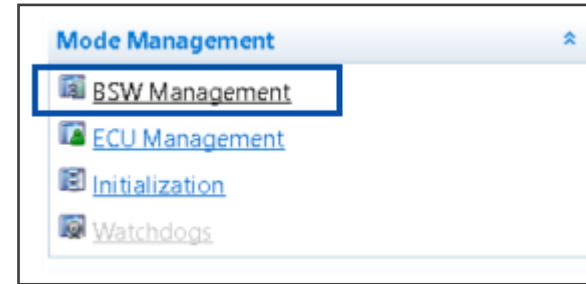 Mode Management
BSW Management
ECU Management
Initialization
Watchdogs